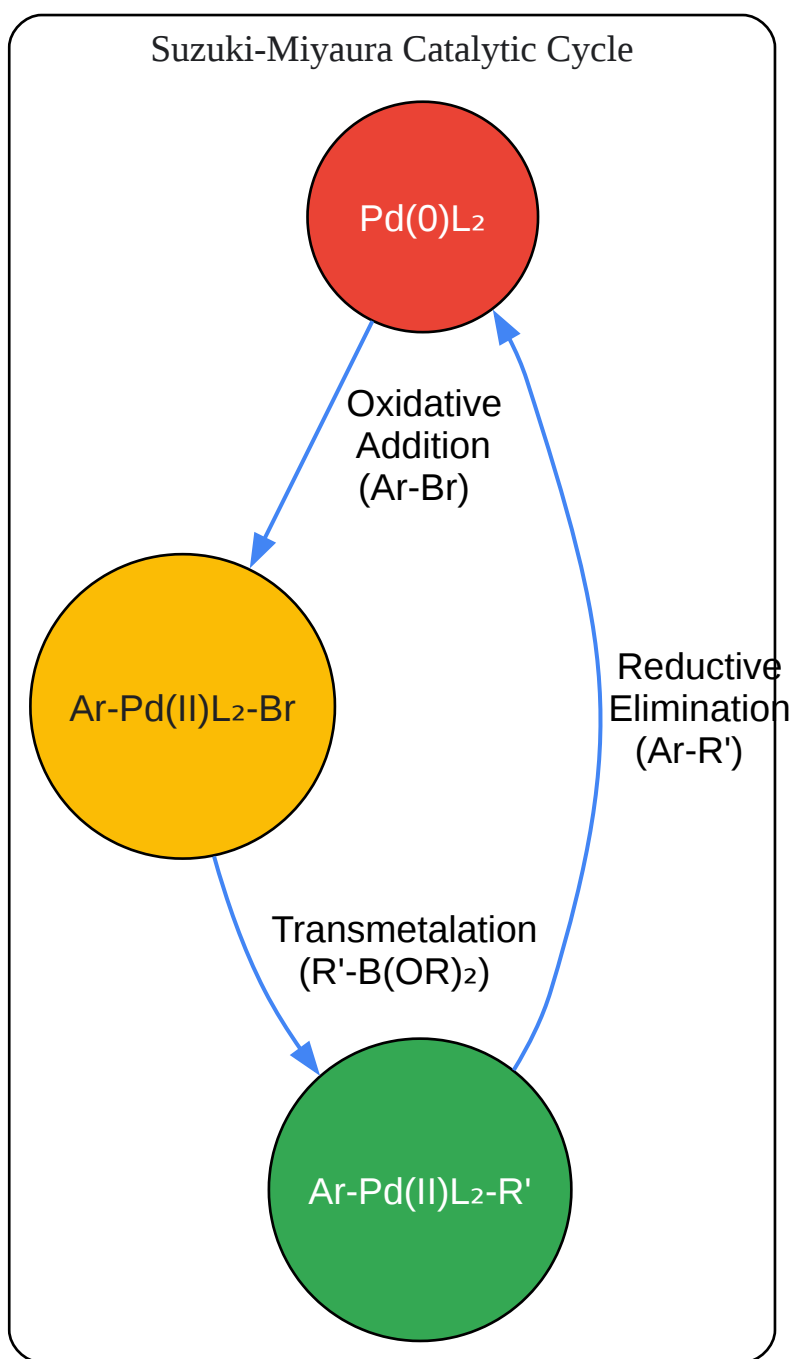 Suzuki-Miyaura Catalytic Cycle
Pd(0)L₂
Oxidative
Addition
(Ar-Br)
Ar-Pd(II)L₂-Br
Reductive
Elimination
(Ar-R')
Transmetalation
(R'-B(OR)₂)
Ar-Pd(II)L₂-R'